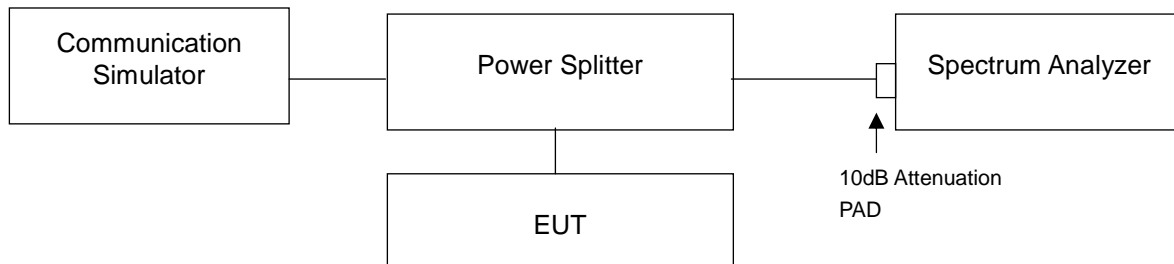 Communication
Simulator
Power Splitter
Spectrum Analyzer
10dB Attenuation
PAD
EUT